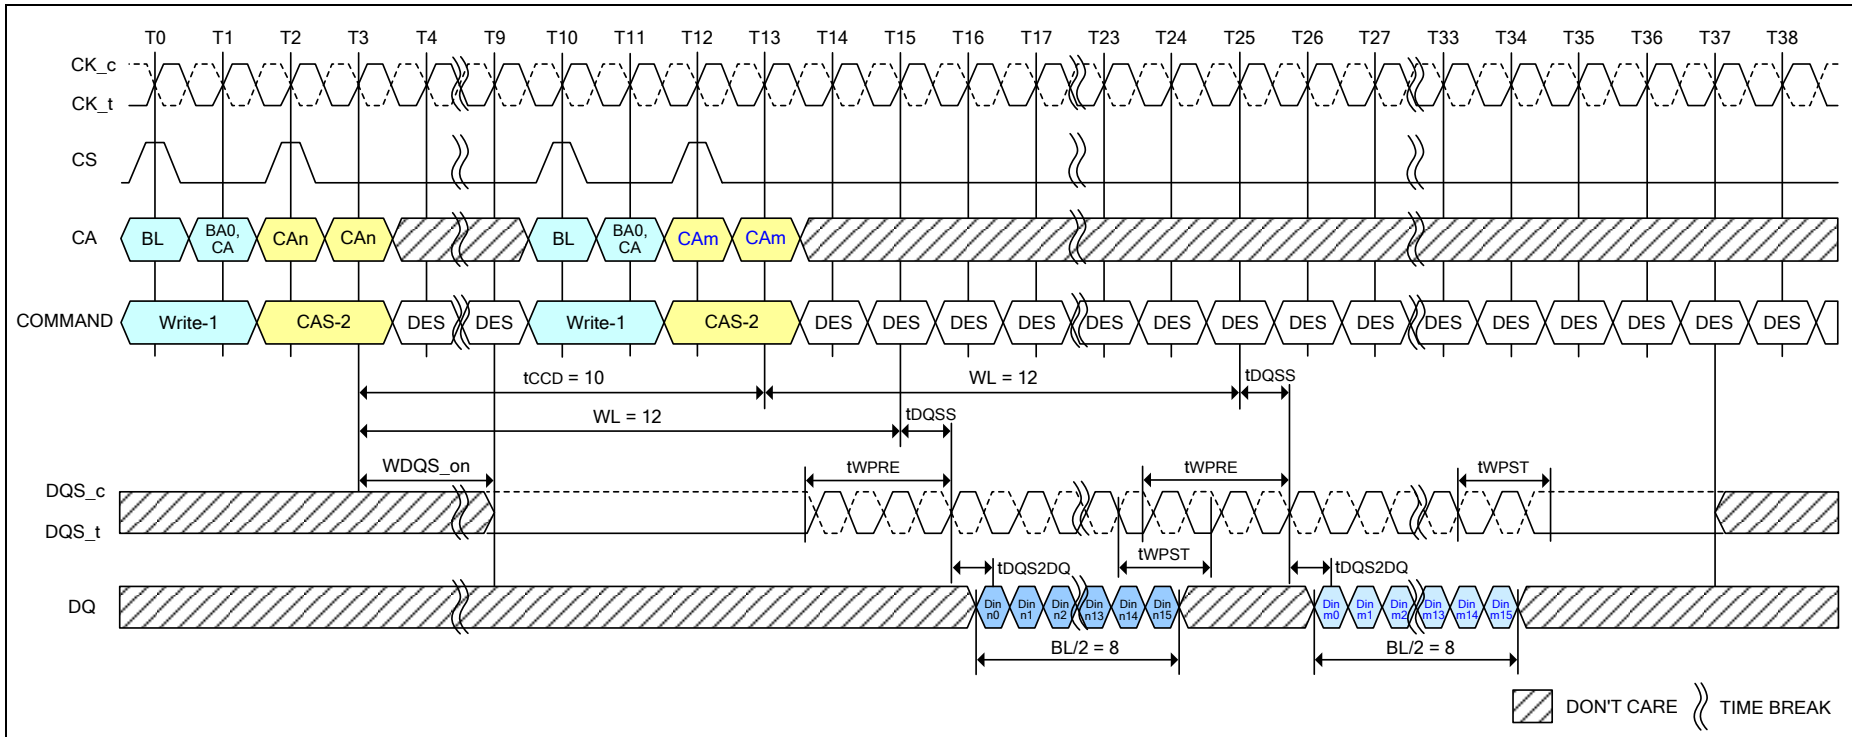 T0 T1 T2 T3 T4 T9 T10 T11 T12 T13 T14 T15 T16 T17 T23 T24 T25 T26 T27 T33 T34 T35 T36 T37 T38
CK_c
CK_t
CS
CA BL BA0, CA CAn CAn BL BA0, CA CAm CAm
COMMAND Write-1 CAS-2 DES DES Write-1 CAS-2 DES DES DES DES DES DES DES DES DES DES DES DES DES DES DES
tCCD = 10 WL = 12 tDQSS
WL = 12 tDQSS
WDQS_on tWPRE tWPRE tWPST
DQS_c
DQS_t
tWPST
tDQS2DQ tDQS2DQ
DQ Din n0 Din n1 Din n2 Din n13 Din n14 Din n15 Din m0 Din m1 Din m2 Din m13 Din m14 Din m15
BL/2 = 8 BL/2 = 8
DON'T CARE TIME BREAK